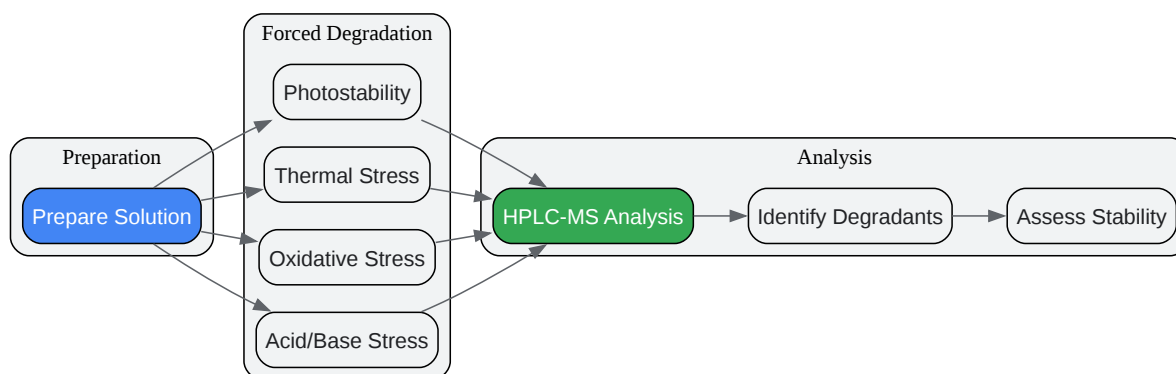 Forced Degradation
Photostability
Preparation
Analysis
Thermal Stress
Prepare Solution
HPLC-MS Analysis
Identify Degradants
Assess Stability
Oxidative Stress
Acid/Base Stress